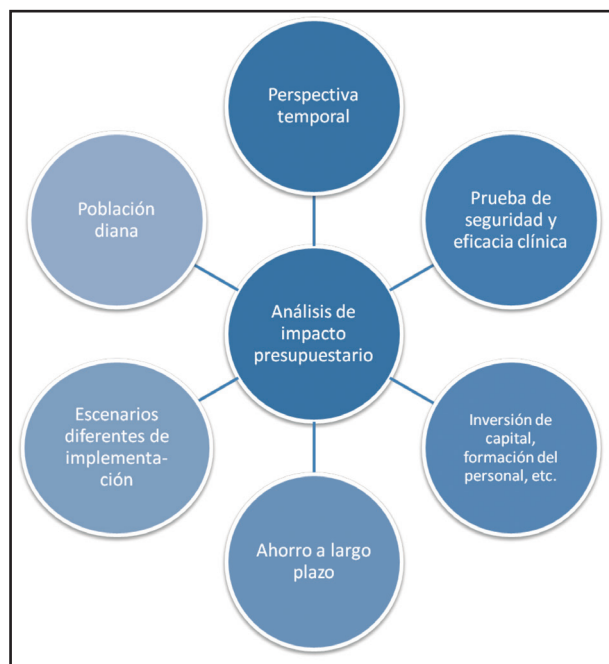 Perspectiva
temporal
Prueba de
seguridad y
eficacia clínica
Inversión de
capital,
formación del
personal, etc.
Ahorro a largo
plazo
Escenarios
diferentes de
implementa-
ción
Población
diana
Análisis de
impacto
presupuestario